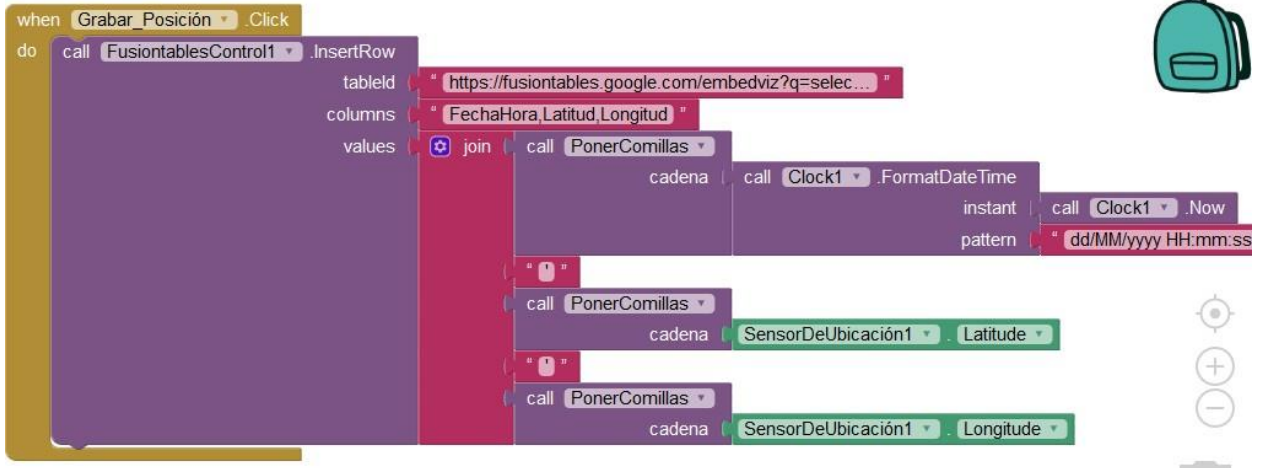 when Grabar_Posición .Click
do call FusiontablesControl1 .InsertRow
tableId " https://fusiontables.google.com/embedviz?q=selec... "
columns " FechaHora,Latitud,Longitud "
values join call PonerComillas
cadena call Clock1 .FormatDateTime
instant call Clock1 .Now
pattern " dd/MM/yyyy HH:mm:ss
" ' "
call PonerComillas
cadena SensorDeUbicación1 . Latitude
" ' "
call PonerComillas
cadena SensorDeUbicación1 . Longitude